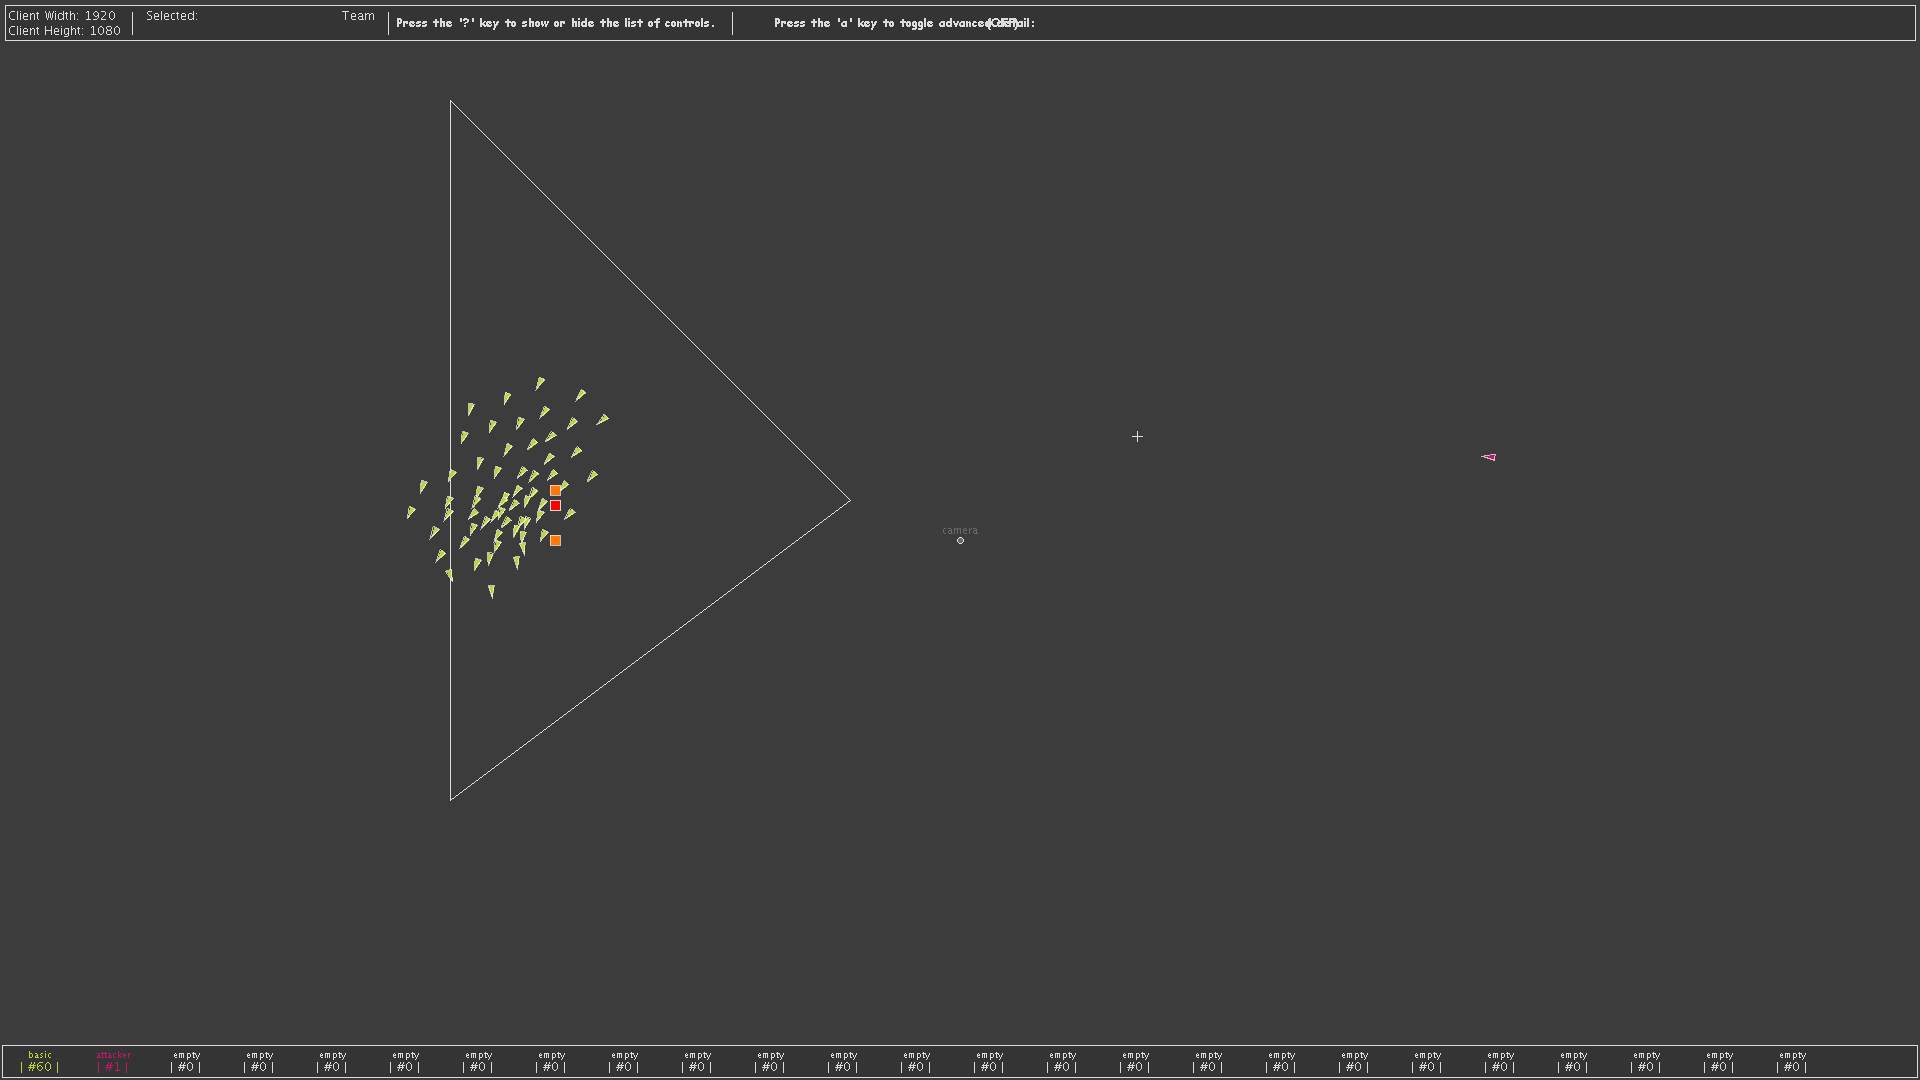 Client Width: 1920
Client Height: 1080
Selected:
Team
Press the '?' key to show or hide the list of controls.
Press the 'a' key to toggle advanced detail:
(OFF)
camera
basic
| #60 |
attacker
| #1 |
empty
| #0 |
empty
| #0 |
empty
| #0 |
empty
| #0 |
empty
| #0 |
empty
| #0 |
empty
| #0 |
empty
| #0 |
empty
| #0 |
empty
| #0 |
empty
| #0 |
empty
| #0 |
empty
| #0 |
empty
| #0 |
empty
| #0 |
empty
| #0 |
empty
| #0 |
empty
| #0 |
empty
| #0 |
empty
| #0 |
empty
| #0 |
empty
| #0 |
empty
| #0 |